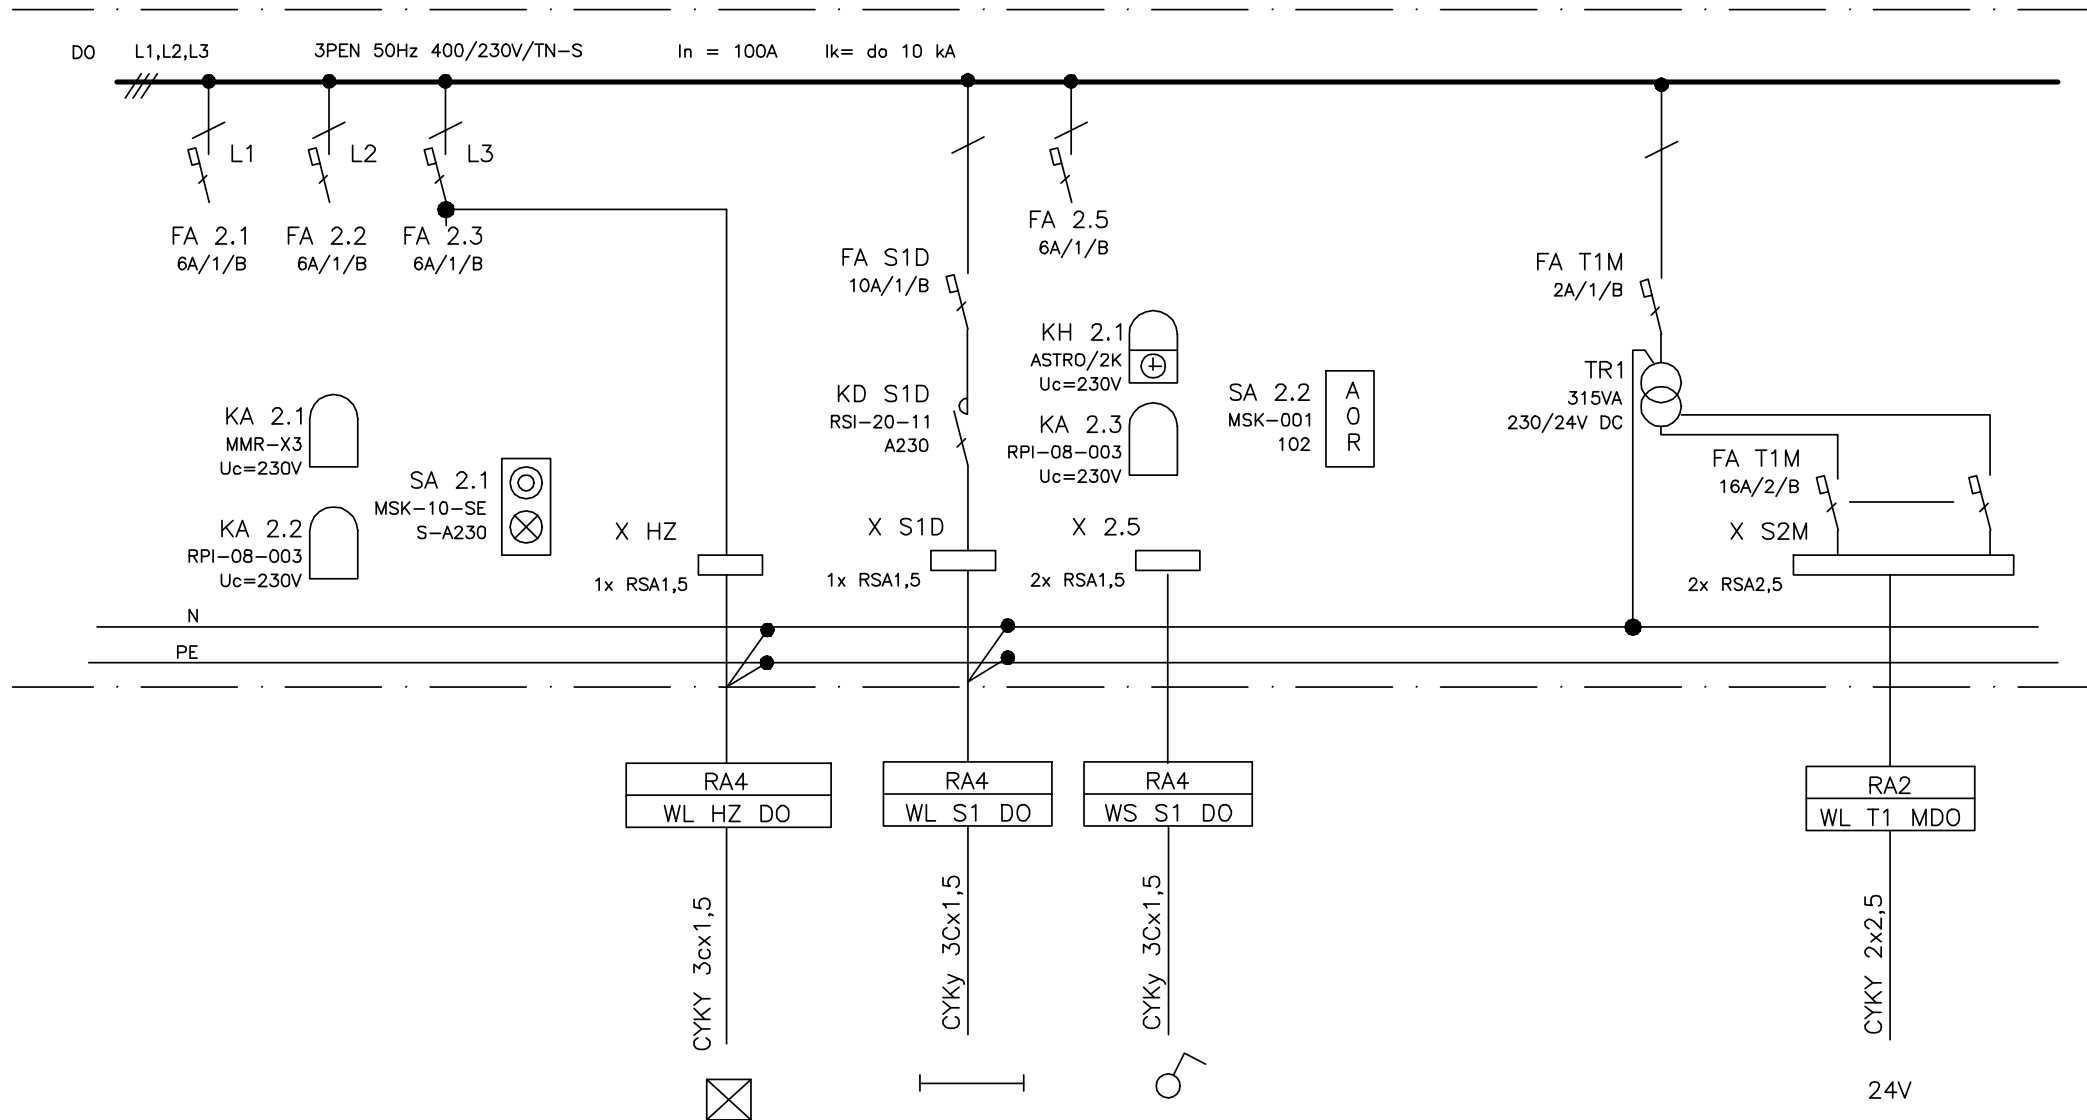 DO L1,L2,L3 3PEN 50Hz 400/230V/TN-S In = 100A Ik= do 10 kA
L1
L2
L3
FA 2.1
6A/1/B
FA 2.2
6A/1/B
FA 2.3
6A/1/B
FA S1D
10A/1/B
FA 2.5
6A/1/B
FA T1M
2A/1/B
KH 2.1
ASTRO/2K
Uc=230V
KA 2.1
MMR-X3
Uc=230V
KA 2.2
RPI-08-003
Uc=230V
SA 2.1
MSK-10-SE
S-A230
KD S1D
RSI-20-11
A230
KA 2.3
RPI-08-003
Uc=230V
SA 2.2
MSK-001
102
A
0
R
TR1
315VA
230/24V DC
FA T1M
16A/2/B
X HZ
1x RSA1,5
X S1D
1x RSA1,5
X 2.5
2x RSA1,5
X S2M
2x RSA2,5
N
PE
RA4
WL HZ DO
RA4
WL S1 DO
RA4
WS S1 DO
RA2
WL T1 MDO
CYKY 3cx1,5
CYKy 3Cx1,5
CYKy 3Cx1,5
CYKY 2x2,5
24V